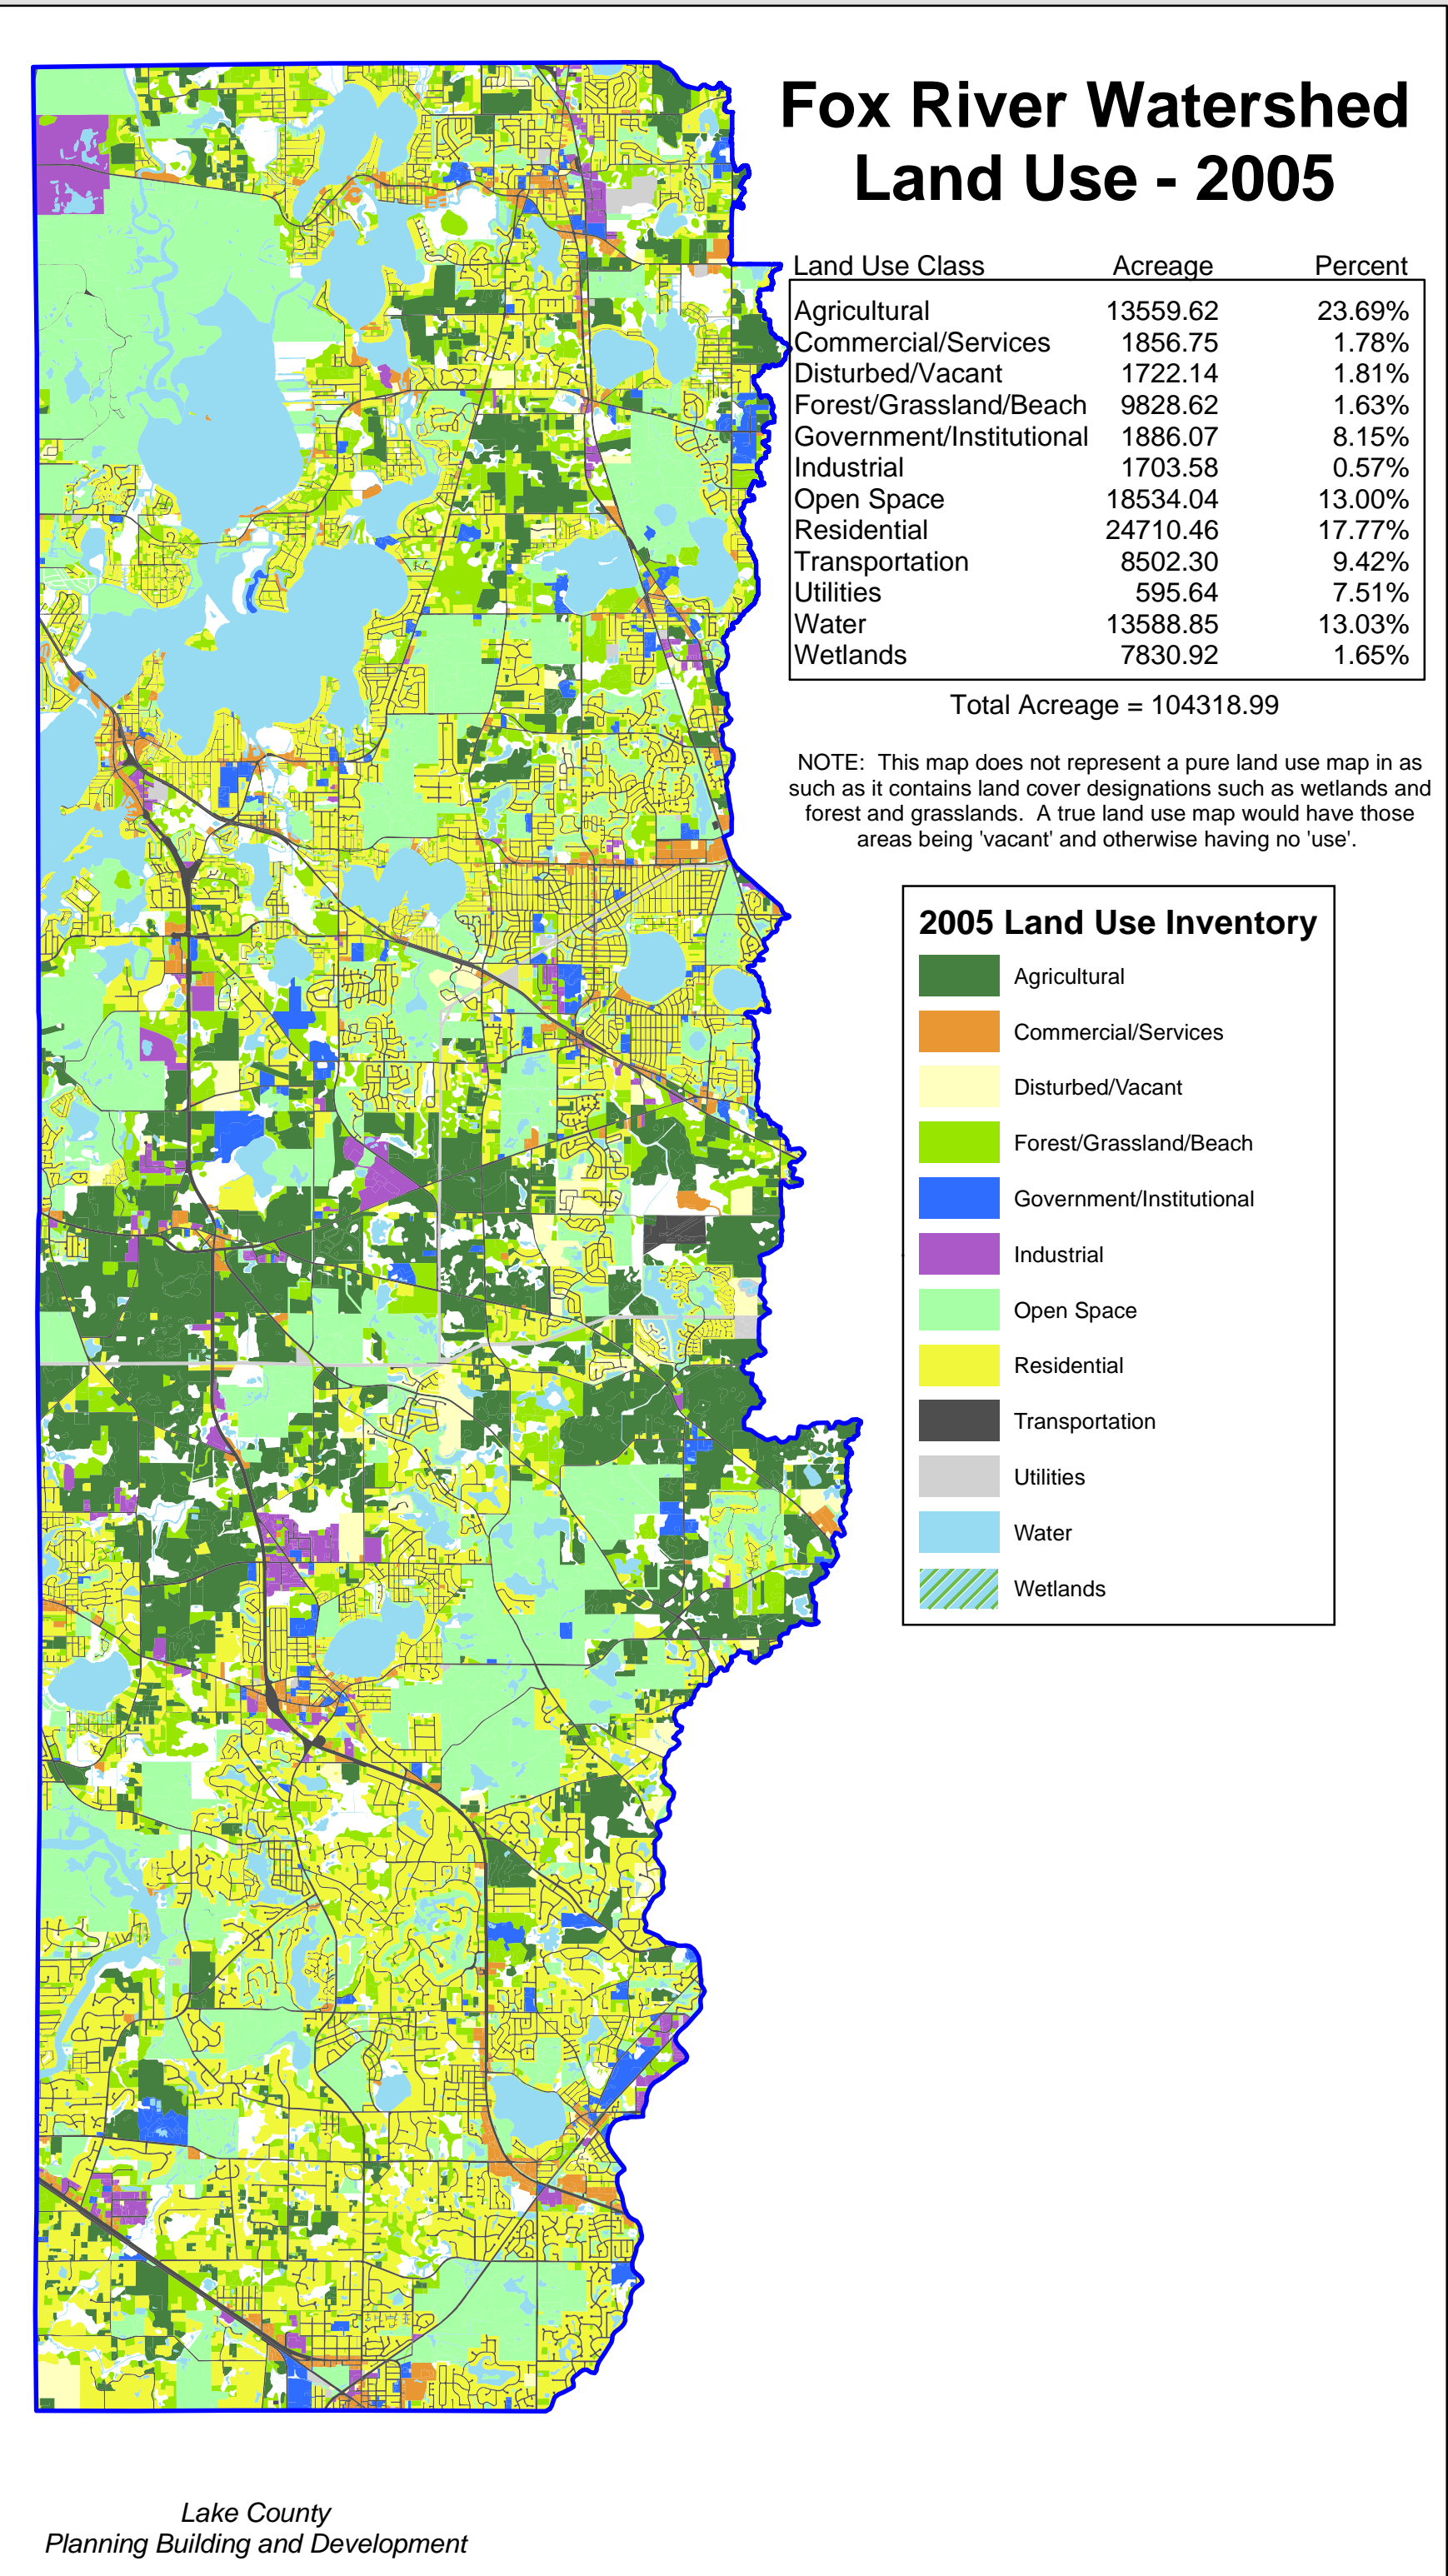 Fox River Watershed
Land Use - 2005
Land Use Class Acreage Percent
Agricultural 13559.62 23.69%
Commercial/Services 1856.75 1.78%
Disturbed/Vacant 1722.14 1.81%
Forest/Grassland/Beach 9828.62 1.63%
Government/Institutional 1886.07 8.15%
Industrial 1703.58 0.57%
Open Space 18534.04 13.00%
Residential 24710.46 17.77%
Transportation 8502.30 9.42%
Utilities 595.64 7.51%
Water 13588.85 13.03%
Wetlands 7830.92 1.65%
Total Acreage = 104318.99
NOTE: This map does not represent a pure land use map in as
such as it contains land cover designations such as wetlands and
forest and grasslands. A true land use map would have those
areas being 'vacant' and otherwise having no 'use'.
2005 Land Use Inventory
Agricultural
Commercial/Services
Disturbed/Vacant
Forest/Grassland/Beach
Government/Institutional
Industrial
Open Space
Residential
Transportation
Utilities
Water
Wetlands
Lake County
Planning Building and Development